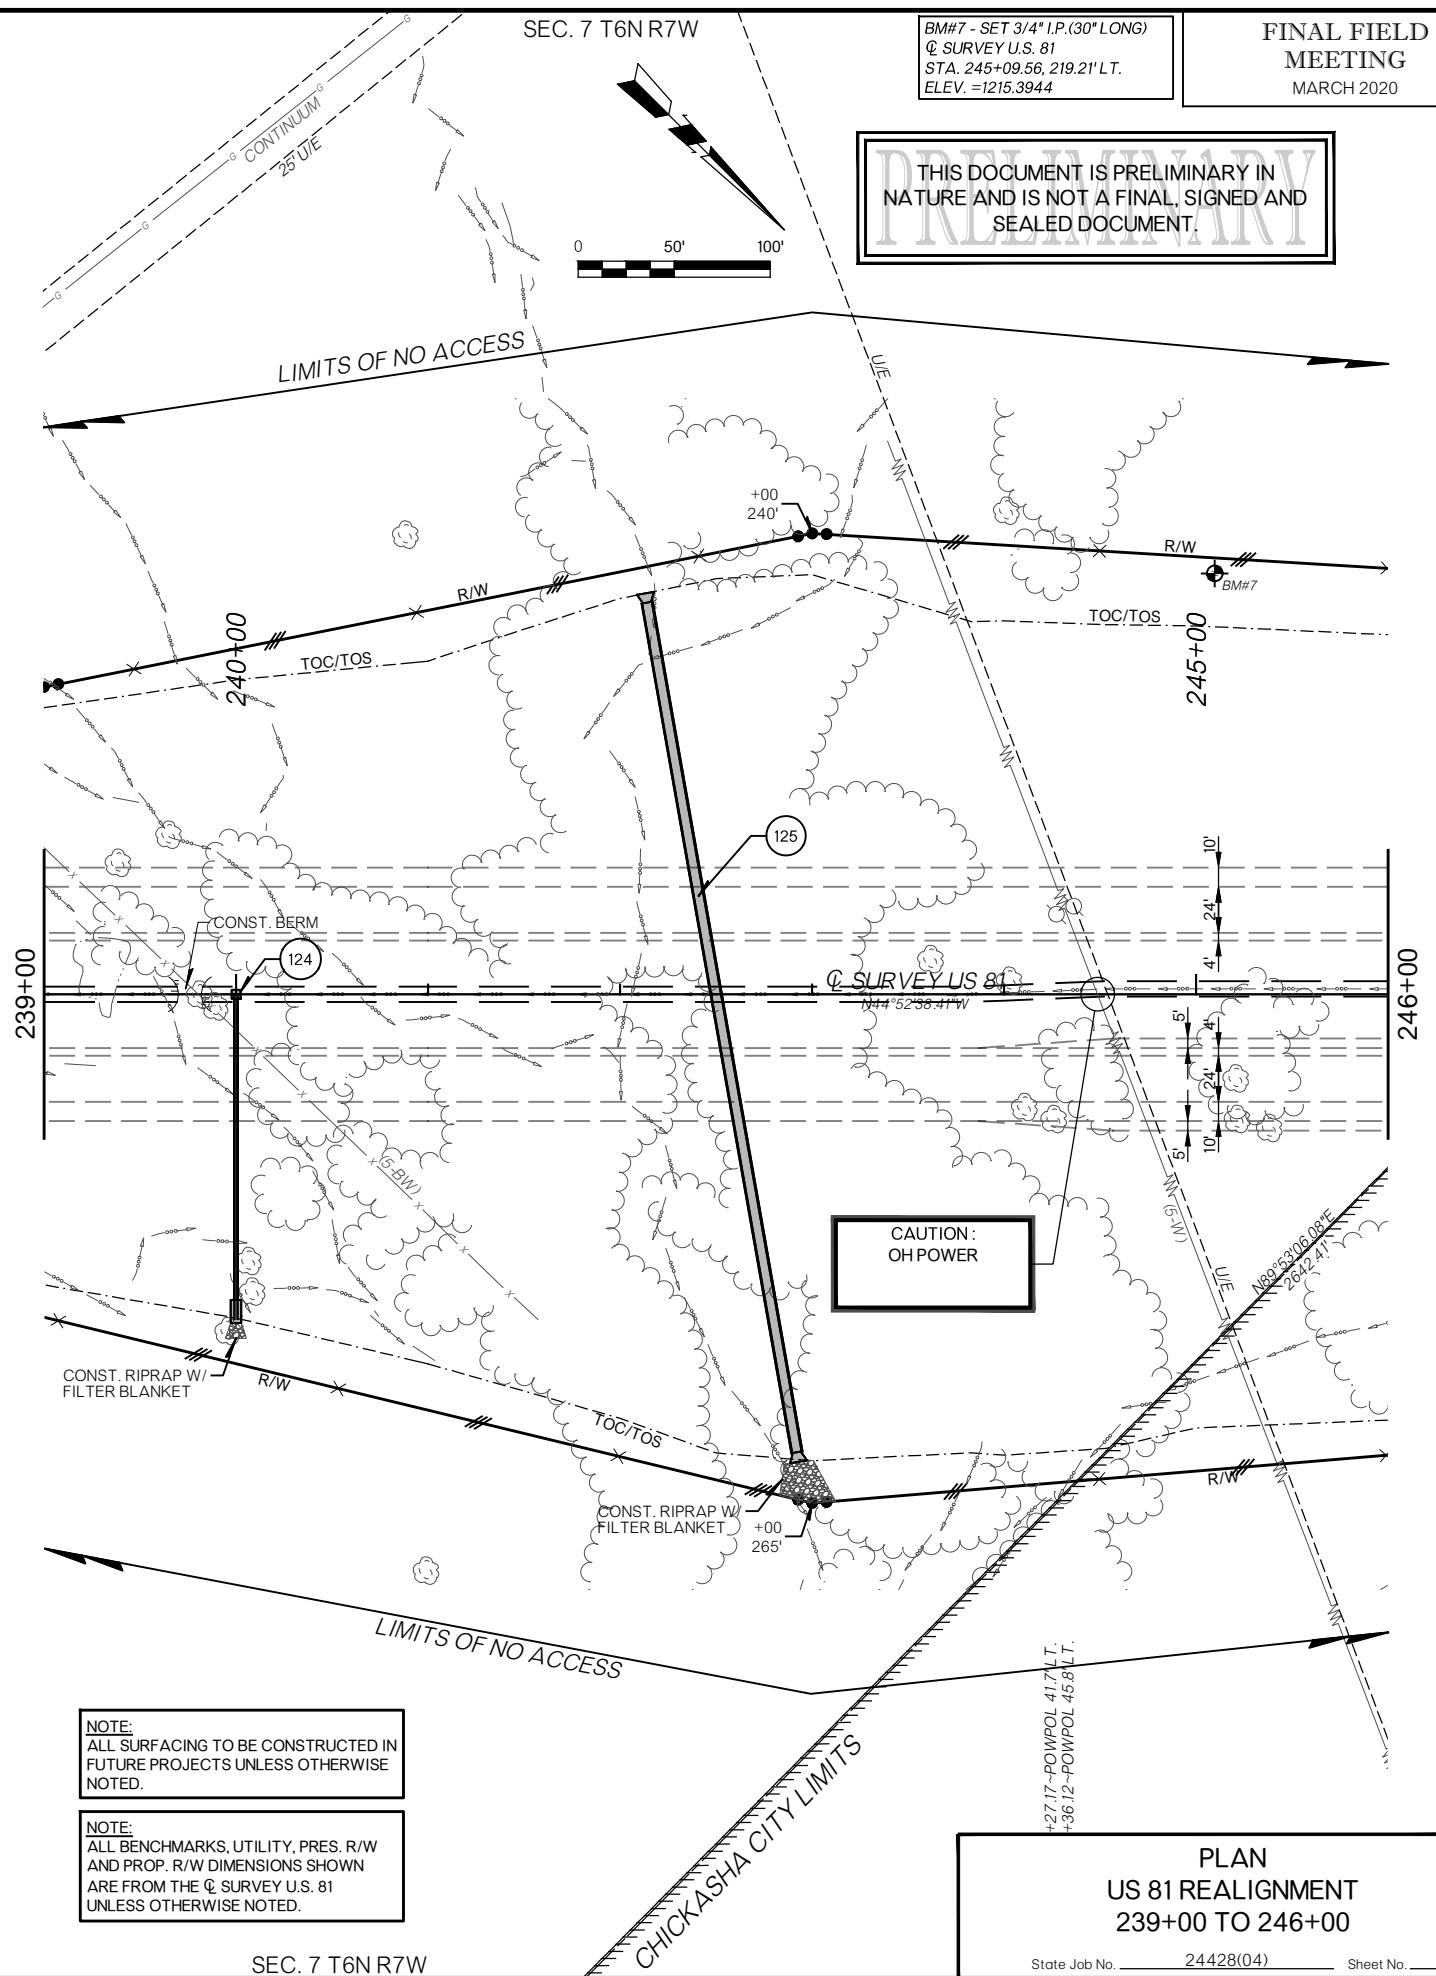 SEC. 7 T6N R7W
BM#7 - SET 3/4" I.P.(30" LONG)
℄ SURVEY U.S. 81
STA. 245+09.56, 219.21' LT.
ELEV. =1215.3944
FINAL FIELD
MEETING
MARCH 2020
PRELIMINARY
THIS DOCUMENT IS PRELIMINARY IN
NATURE AND IS NOT A FINAL, SIGNED AND
SEALED DOCUMENT.
G
G
CONTINUUM
25' U/E
G
G
0 50' 100'
LIMITS OF NO ACCESS
U/E
+00
240'
R/W
R/W
BM#7
TOC/TOS
TOC/TOS
240+00
245+00
125
CONST. BERM
124
10'
24'
4'
239+00
℄ SURVEY US 81
N44°52'38.41"W
246+00
5'
4'
24'
5'
10'
(5-BW)
(5-W)
CAUTION :
OH POWER
N89°53'06.08"E
2642.41'
U/E
CONST. RIPRAP W/
FILTER BLANKET
R/W
TOC/TOS
CONST. RIPRAP W/
FILTER BLANKET
+00
265'
R/W
LIMITS OF NO ACCESS
+27.17~POWPOL 41.7' LT.
+36.12~POWPOL 45.8' LT.
CHICKASHA CITY LIMITS
NOTE:
ALL SURFACING TO BE CONSTRUCTED IN
FUTURE PROJECTS UNLESS OTHERWISE
NOTED.
NOTE:
ALL BENCHMARKS, UTILITY, PRES. R/W
AND PROP. R/W DIMENSIONS SHOWN
ARE FROM THE ℄ SURVEY U.S. 81
UNLESS OTHERWISE NOTED.
SEC. 7 T6N R7W
PLAN
US 81 REALIGNMENT
239+00 TO 246+00
State Job No. 24428(04) Sheet No.